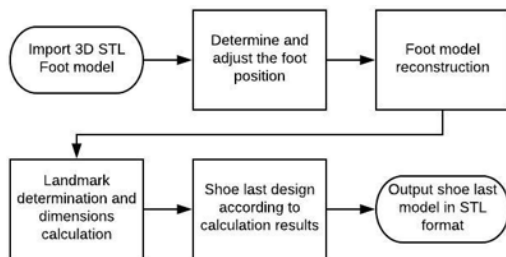 Import 3D STL
Foot model
Determine and
adjust the foot
position
Foot model
reconstruction
Landmark
determination and
dimensions
calculation
Shoe last design
according to
calculation results
Output shoe last
model in STL
format